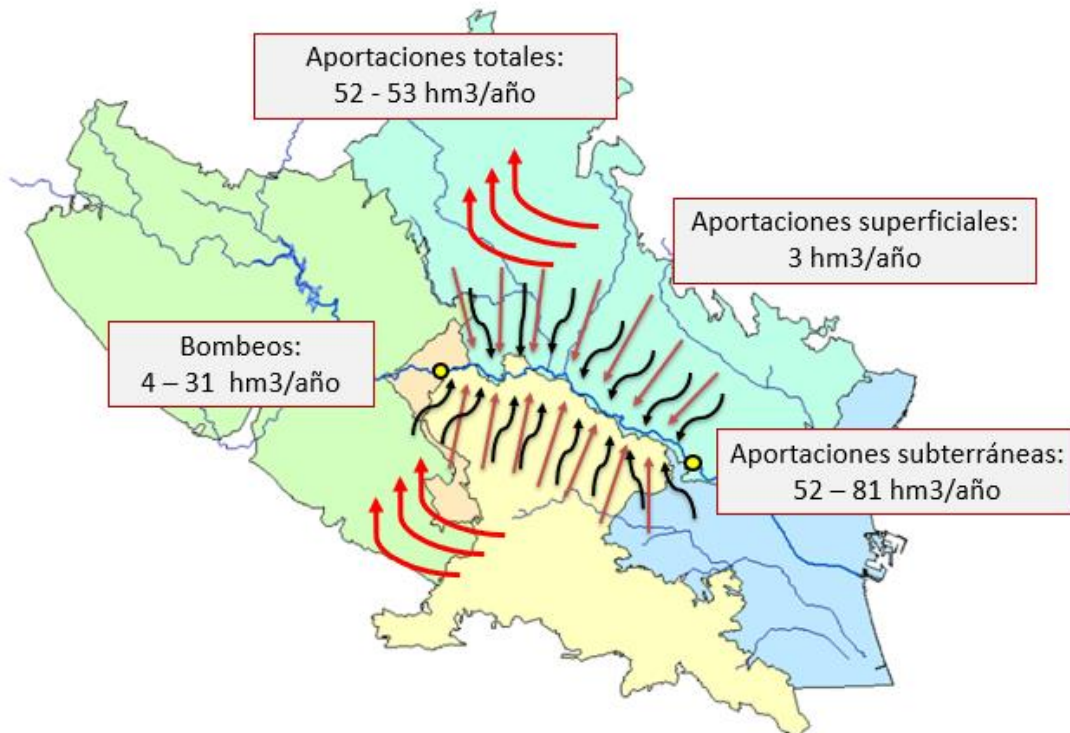 Aportaciones totales:
52 - 53 hm3/año
Aportaciones superficiales:
3 hm3/año
Bombeos:
4 – 31 hm3/año
Aportaciones subterráneas:
52 – 81 hm3/año